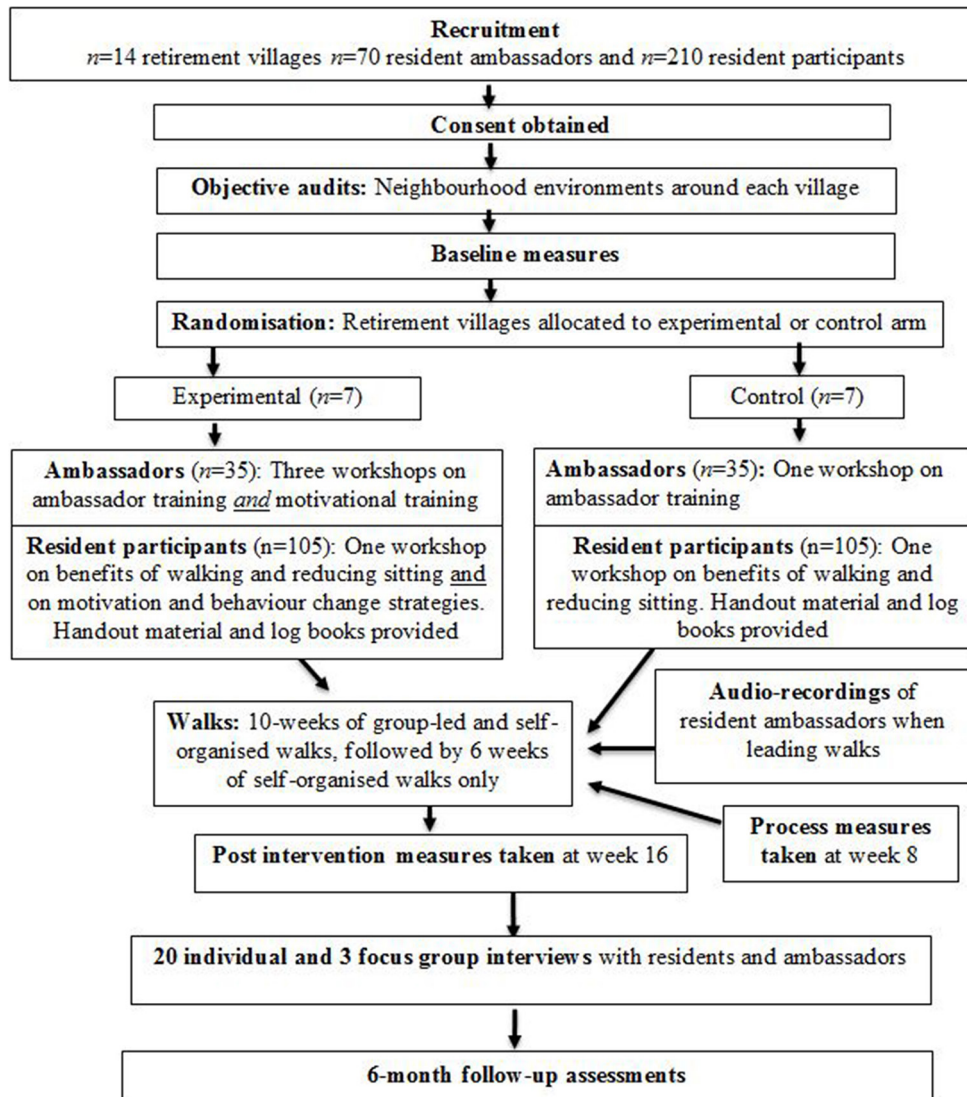 Recruitment
n=14 retirement villages n=70 resident ambassadors and n=210 resident participants
Consent obtained
Objective audits: Neighbourhood environments around each village
Baseline measures
Randomisation: Retirement villages allocated to experimental or control arm
Experimental (n=7)
Control (n=7)
Ambassadors (n=35): Three workshops on
ambassador training and motivational training
Resident participants (n=105): One workshop
on benefits of walking and reducing sitting and
on motivation and behaviour change strategies.
Handout material and log books provided
Ambassadors (n=35): One workshop on
ambassador training
Resident participants (n=105): One
workshop on benefits of walking and
reducing sitting. Handout material and log
books provided
Walks: 10-weeks of group-led and self-
organised walks, followed by 6 weeks
of self-organised walks only
Audio-recordings of
resident ambassadors when
leading walks
Process measures
taken at week 8
Post intervention measures taken at week 16
20 individual and 3 focus group interviews with residents and ambassadors
6-month follow-up assessments